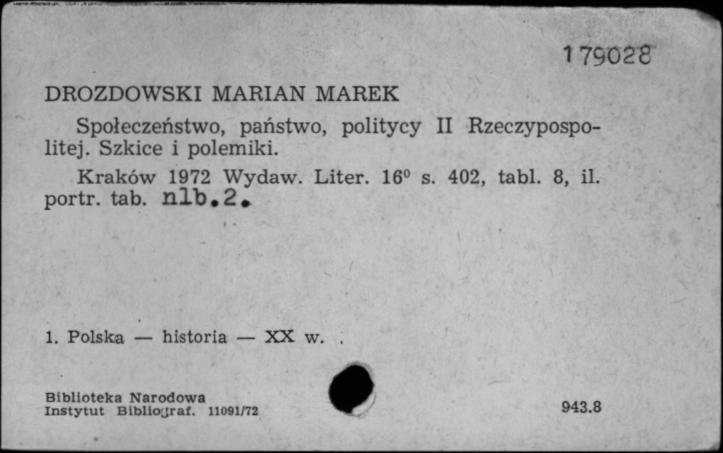 179028
DROZDOWSKI MARIAN MAREK
Społeczeństwo, państwo, politycy II Rzeczypospo-
litej. Szkice i polemiki.
Kraków 1972 Wydaw. Liter. 16⁰ s. 402, tabl. 8, il.
portr. tab. nlb.2.
1. Polska — historia — XX w.
Biblioteka Narodowa
Instytut Bibliograf. 11091/72
943.8